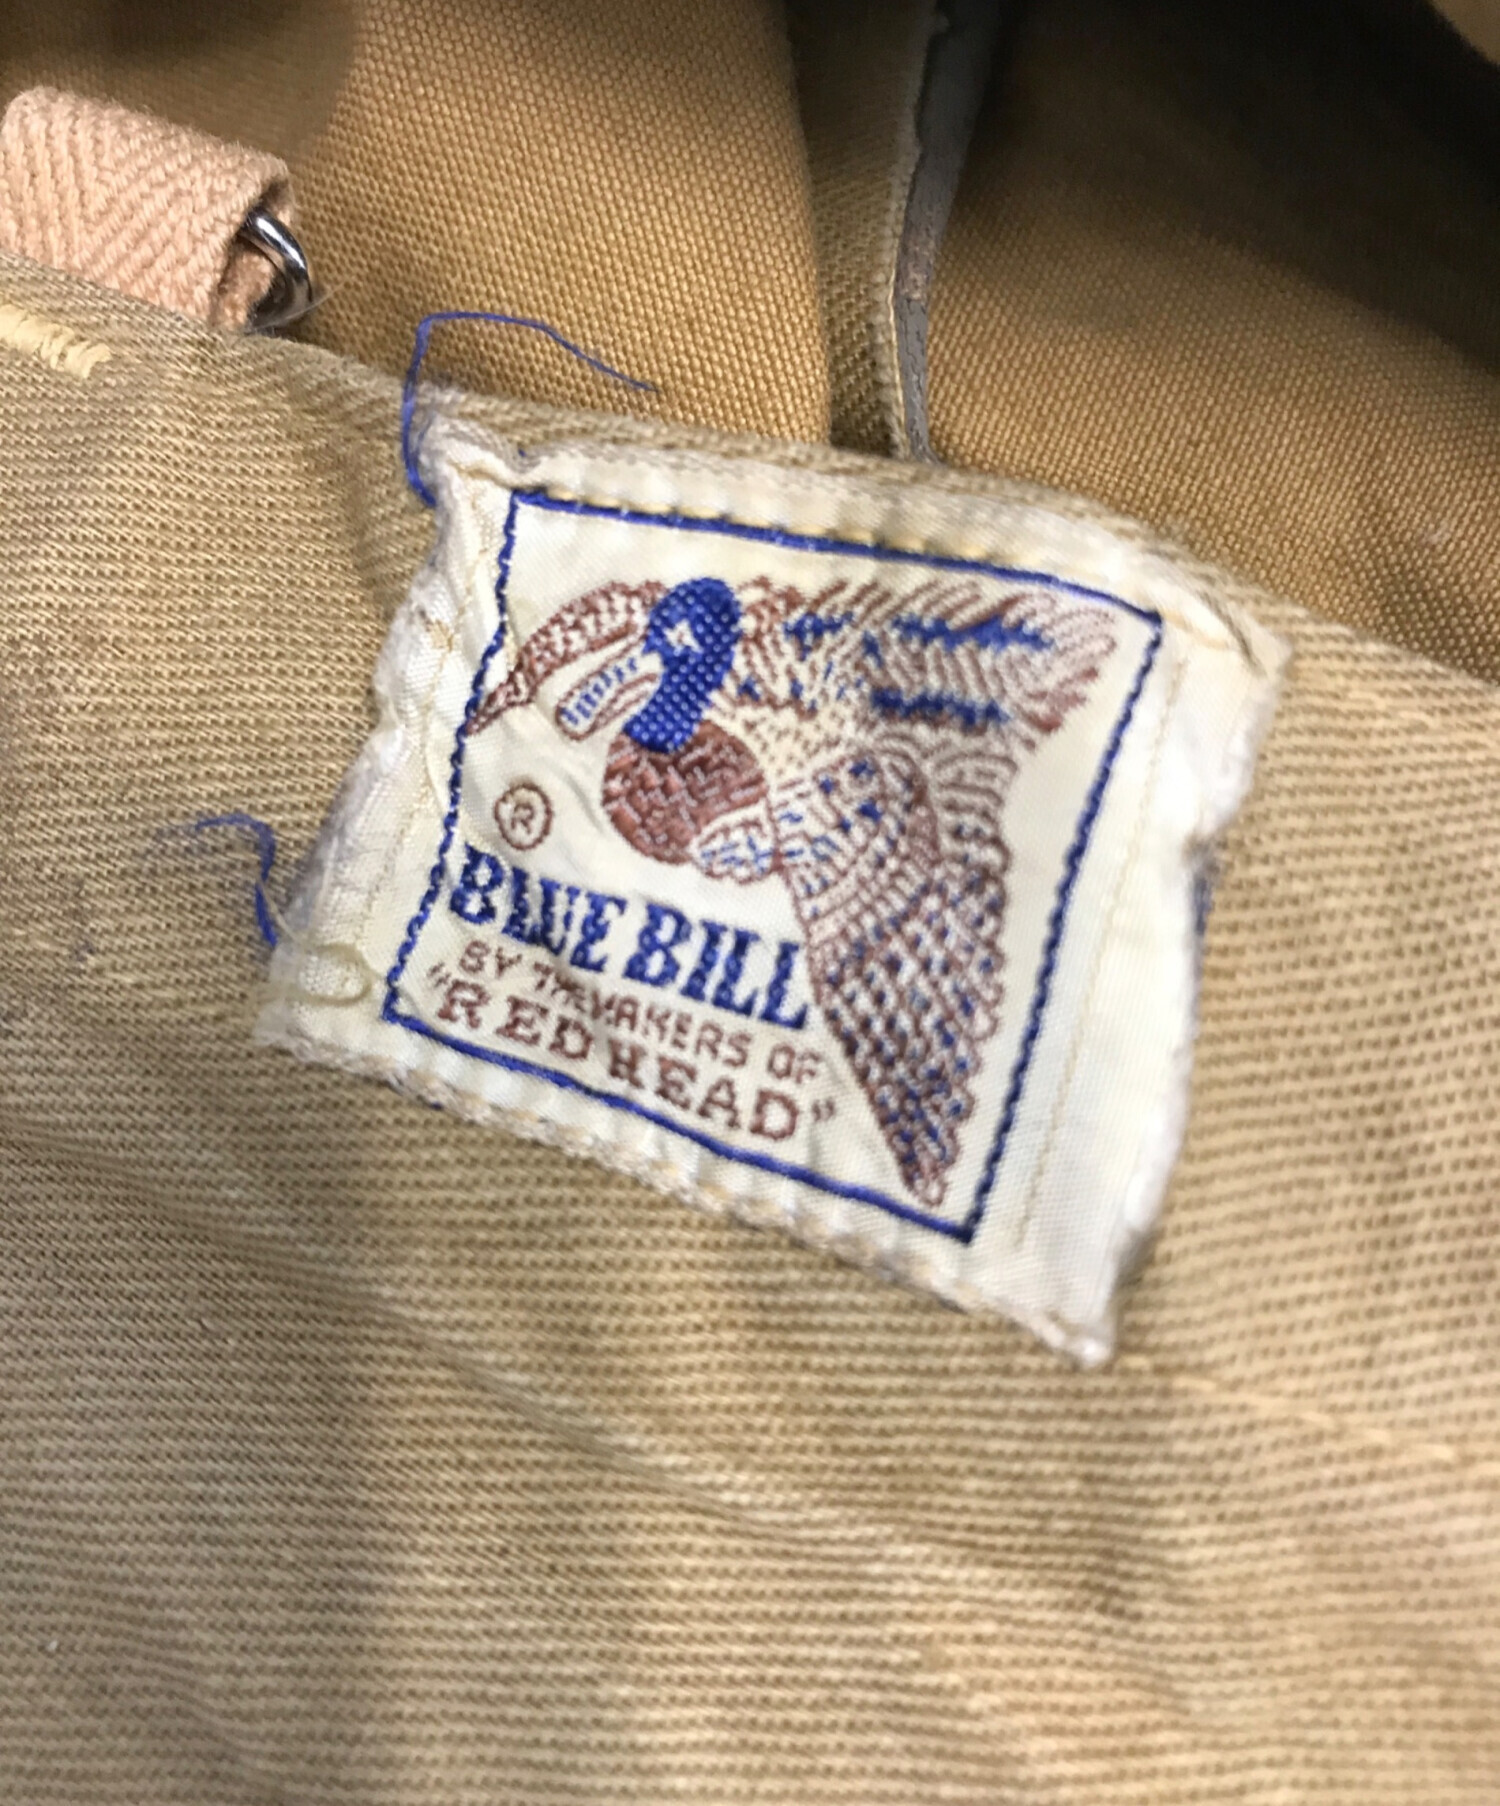 ®
BLUE BILL
BY THE MAKERS OF
"RED HEAD"